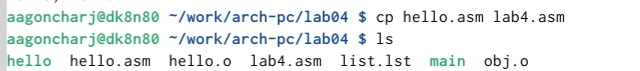 aagoncharj@dk8n80 ~/work/arch-pc/lab04 $ cp hello.asm lab4.asm
aagoncharj@dk8n80 ~/work/arch-pc/lab04 $ ls
hello hello.asm hello.o lab4.asm list.lst main obj.o